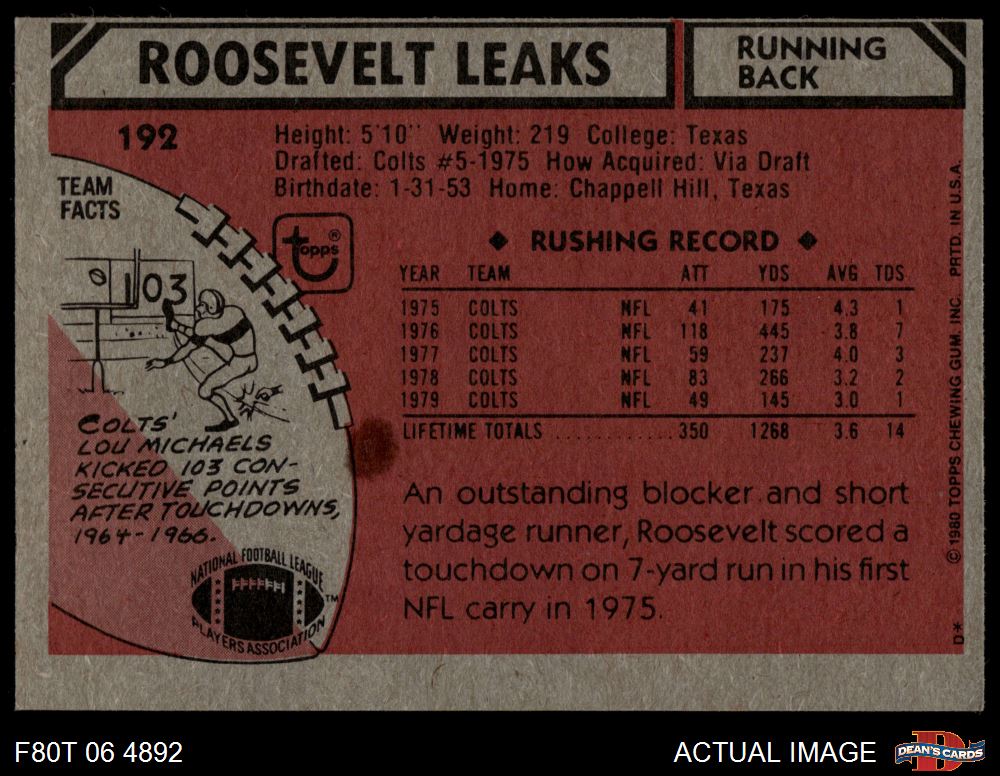 ROOSEVELT LEAKS
RUNNING
BACK
192
Height: 5'10'' Weight: 219 College: Texas
Drafted: Colts #5-1975 How Acquired: Via Draft
Birthdate: 1-31-53 Home: Chappell Hill, Texas
TEAM
FACTS
topps®
103
COLTS'
LOU MICHAELS
KICKED 103 CON-
SECUTIVE POINTS
AFTER TOUCHDOWNS,
1964-1966.
NATIONAL FOOTBALL LEAGUE
PLAYERS ASSOCIATION
TM
◆ RUSHING RECORD ◆
YEAR TEAM ATT YDS AVG TDS
1975 COLTS NFL 41 175 4.3 1
1976 COLTS NFL 118 445 3.8 7
1977 COLTS NFL 59 237 4.0 3
1978 COLTS NFL 83 266 3.2 2
1979 COLTS NFL 49 145 3.0 1
LIFETIME TOTALS ............ 350 1268 3.6 14
An outstanding blocker and short
yardage runner, Roosevelt scored a
touchdown on 7-yard run in his first
NFL carry in 1975.
D* © 1980 TOPPS CHEWING GUM, INC. PRTD. IN U.S.A.
F80T 06 4892
ACTUAL IMAGE
DEAN'S CARDS